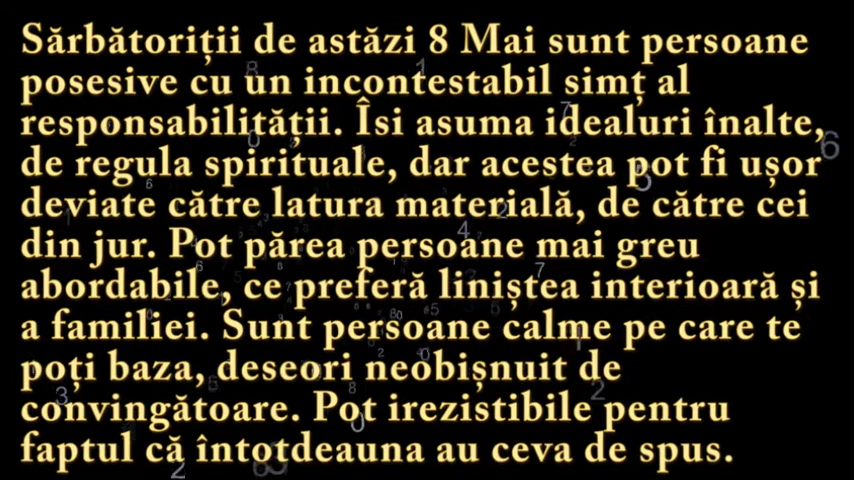 Sărbătoriții de astăzi 8 Mai sunt persoane
posesive cu un incontestabil simț al
responsabilității. Îsi asuma idealuri înalte,
de regula spirituale, dar acestea pot fi ușor
deviate către latura materială, de către cei
din jur. Pot părea persoane mai greu
abordabile, ce preferă liniștea interioară și
a familiei. Sunt persoane calme pe care te
poți baza, deseori neobișnuit de
convingătoare. Pot irezistibile pentru
faptul că întotdeauna au ceva de spus.